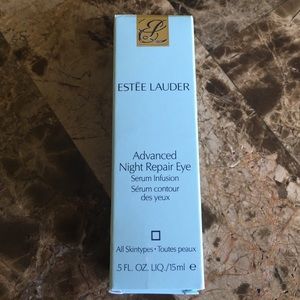 ESTĒE LAUDER
Advanced
Night Repair Eye
Serum Infusion
Sérum contour
des yeux
All Skintypes • Toutes peaux
.5 FL. OZ. LIQ./15ml ℮